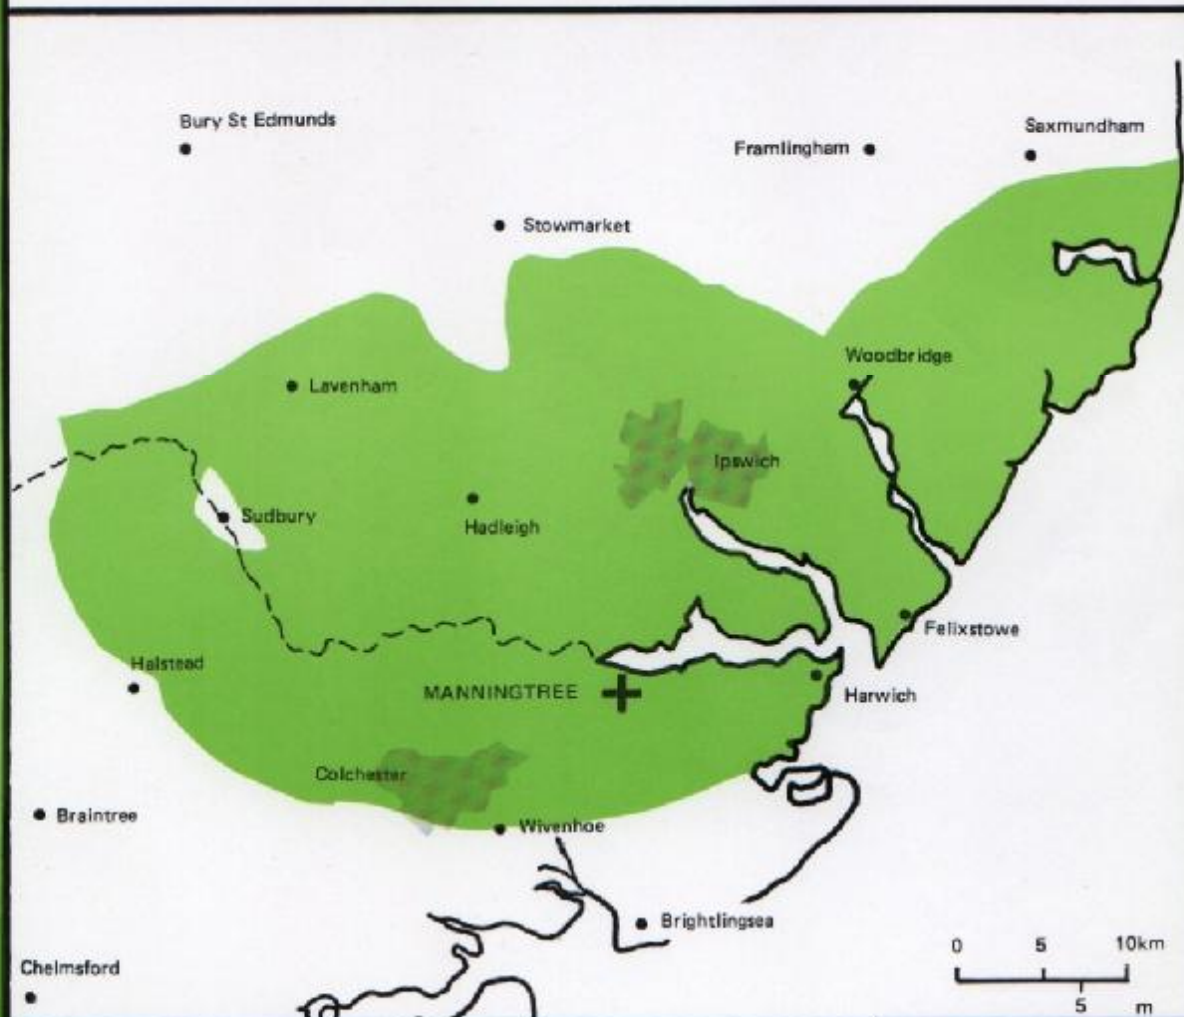 Bury St Edmunds
Saxmundham
Framlingham
Stowmarket
Woodbridge
Lavenham
Ipswich
Sudbury
Hadleigh
Felixstowe
Halstead
MANNINGTREE
Harwich
Colchester
Braintree
Wivenhoe
Brightlingsea
0 5 10km
Chelmsford
5 m